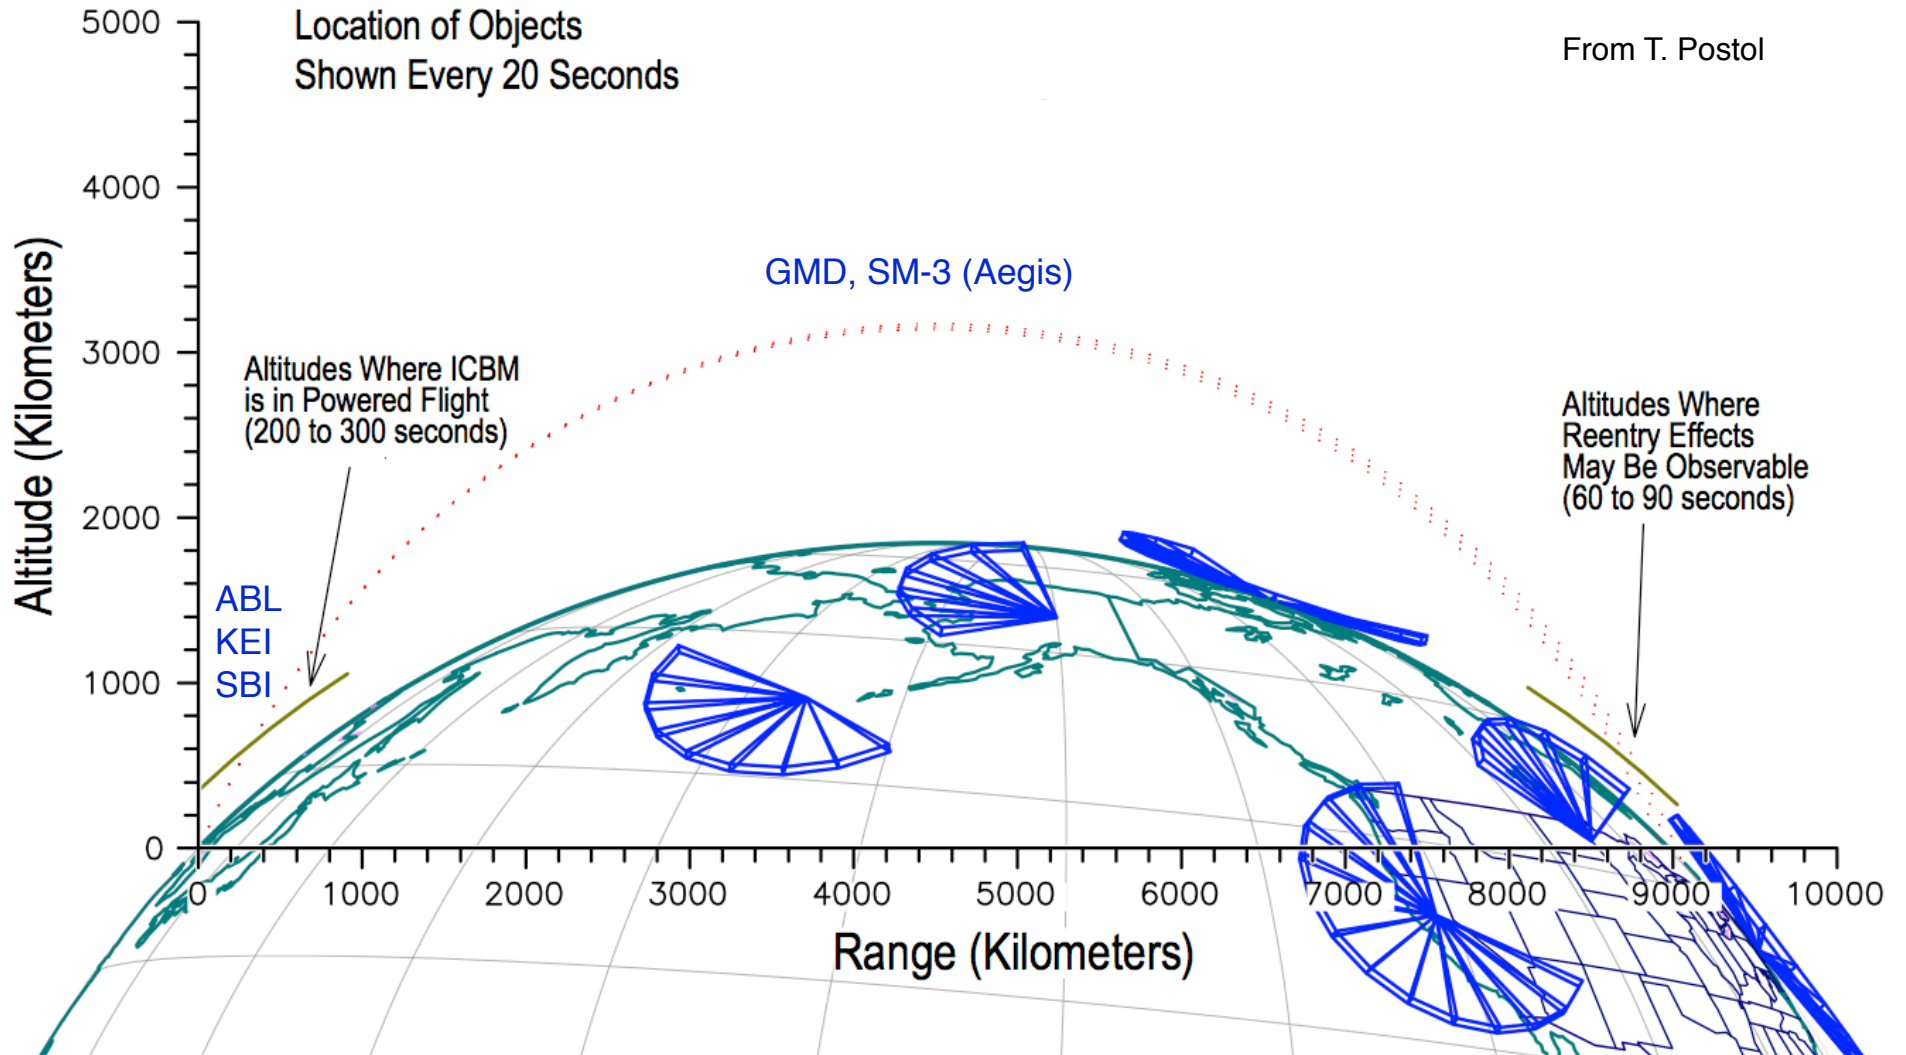 Location of Objects
Shown Every 20 Seconds
From T. Postol
Altitude (Kilometers)
5000
4000
3000
2000
1000
0
GMD, SM-3 (Aegis)
Altitudes Where ICBM
is in Powered Flight
(200 to 300 seconds)
Altitudes Where
Reentry Effects
May Be Observable
(60 to 90 seconds)
ABL
KEI
SBI
0
1000
2000
3000
4000
5000
6000
7000
8000
9000
10000
Range (Kilometers)